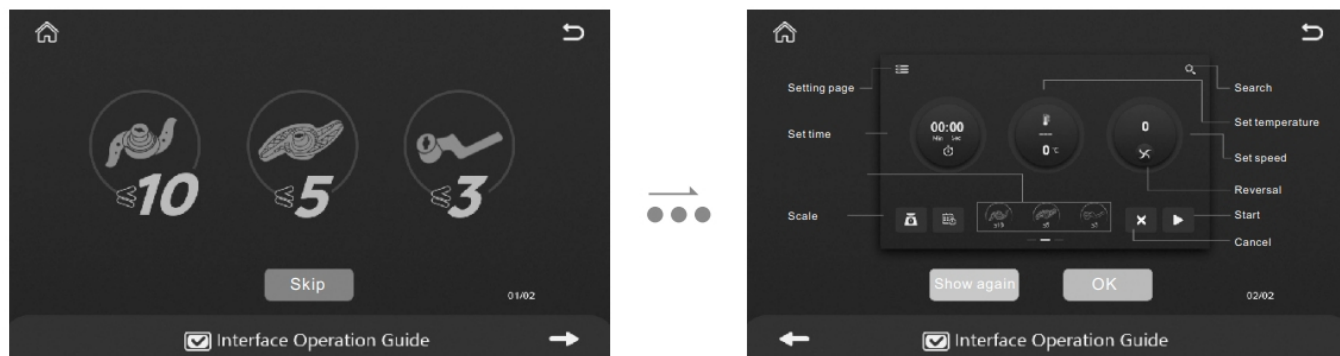 ≤10 ≤5 ≤3
Skip
01/02
Interface Operation Guide
Setting page
Search
Set temperature
Set time
00:00
Min Sec
0 ℃
0
Set speed
Reversal
Scale
Start
Cancel
Show again
OK
02/02
Interface Operation Guide